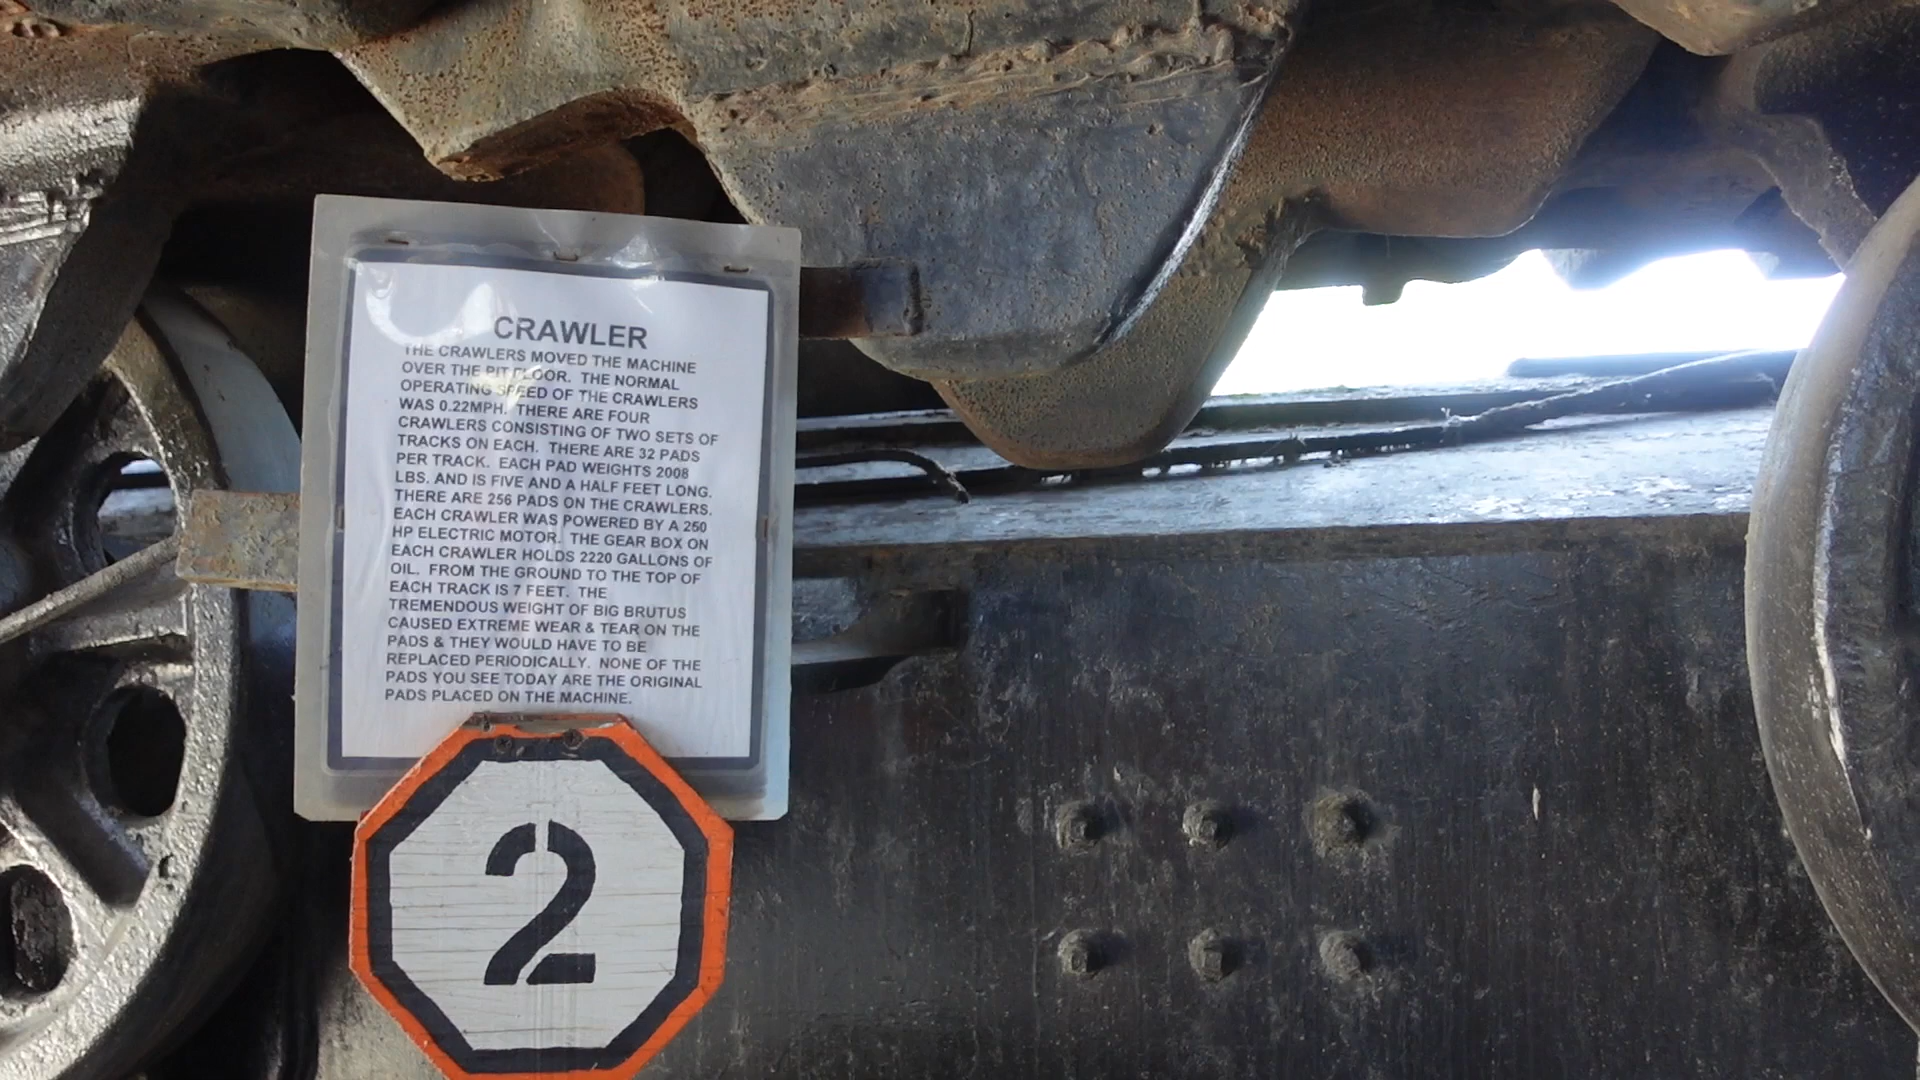 CRAWLER
THE CRAWLERS MOVED THE MACHINE
OVER THE PIT FLOOR. THE NORMAL
OPERATING SPEED OF THE CRAWLERS
WAS 0.22MPH. THERE ARE FOUR
CRAWLERS CONSISTING OF TWO SETS OF
TRACKS ON EACH. THERE ARE 32 PADS
PER TRACK. EACH PAD WEIGHTS 2008
LBS. AND IS FIVE AND A HALF FEET LONG.
THERE ARE 256 PADS ON THE CRAWLERS.
EACH CRAWLER WAS POWERED BY A 250
HP ELECTRIC MOTOR. THE GEAR BOX ON
EACH CRAWLER HOLDS 2220 GALLONS OF
OIL. FROM THE GROUND TO THE TOP OF
EACH TRACK IS 7 FEET. THE
TREMENDOUS WEIGHT OF BIG BRUTUS
CAUSED EXTREME WEAR & TEAR ON THE
PADS & THEY WOULD HAVE TO BE
REPLACED PERIODICALLY. NONE OF THE
PADS YOU SEE TODAY ARE THE ORIGINAL
PADS PLACED ON THE MACHINE.
2